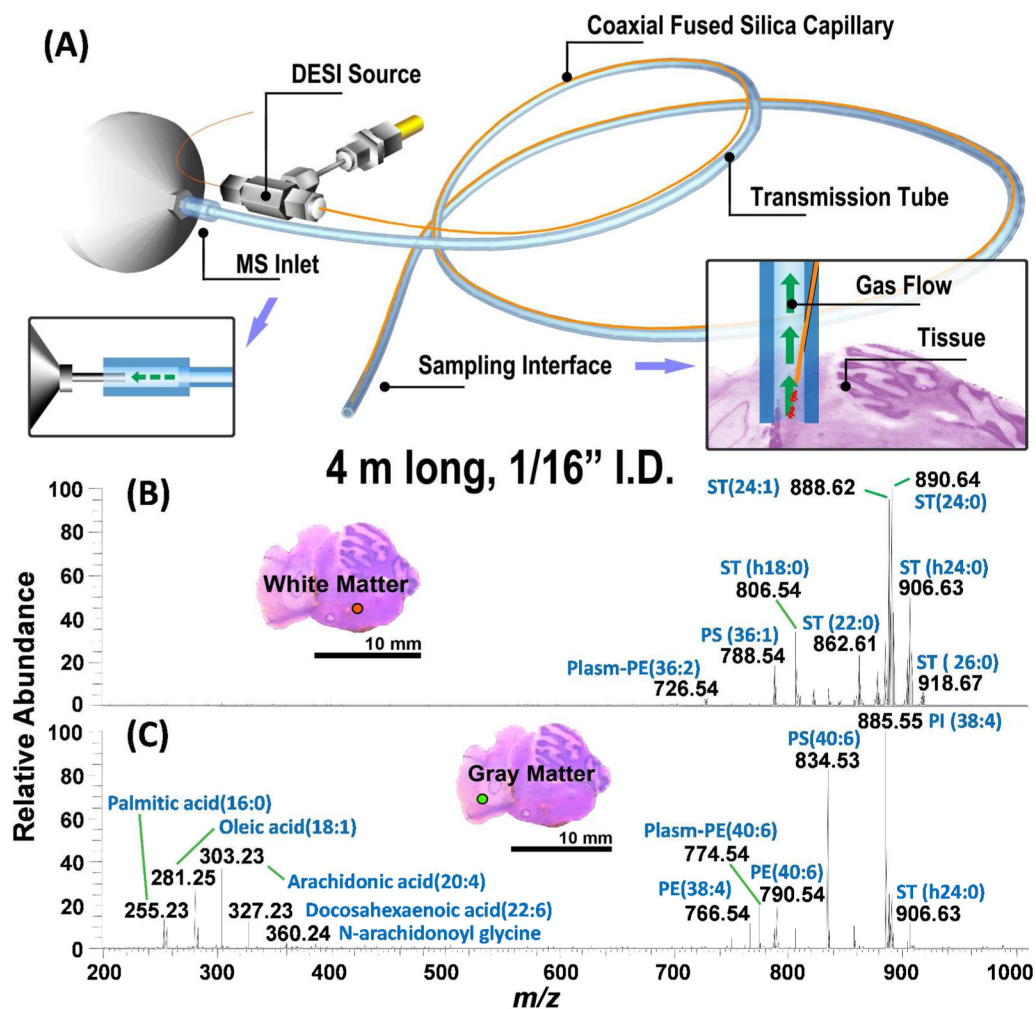 (A)
Coaxial Fused Silica Capillary
DESI Source
Transmission Tube
MS Inlet
Gas Flow
Tissue
Sampling Interface
4 m long, 1/16” I.D.
(B)
Relative Abundance
100
80
60
40
20
0
White Matter
10 mm
ST(24:1) 888.62
890.64
ST(24:0)
ST (h18:0)
806.54
ST (h24:0)
906.63
PS (36:1)
788.54
ST (22:0)
862.61
Plasm-PE(36:2)
726.54
ST ( 26:0)
918.67
(C)
100
80
60
40
20
0
Gray Matter
10 mm
885.55 PI (38:4)
PS(40:6)
834.53
Palmitic acid(16:0)
Oleic acid(18:1)
303.23
281.25
Arachidonic acid(20:4)
255.23
327.23 Docosahexaenoic acid(22:6)
360.24 N-arachidonoyl glycine
Plasm-PE(40:6)
774.54
PE(40:6)
790.54
PE(38:4)
766.54
ST (h24:0)
906.63
200 300 400 500 600 700 800 900 1000
m/z